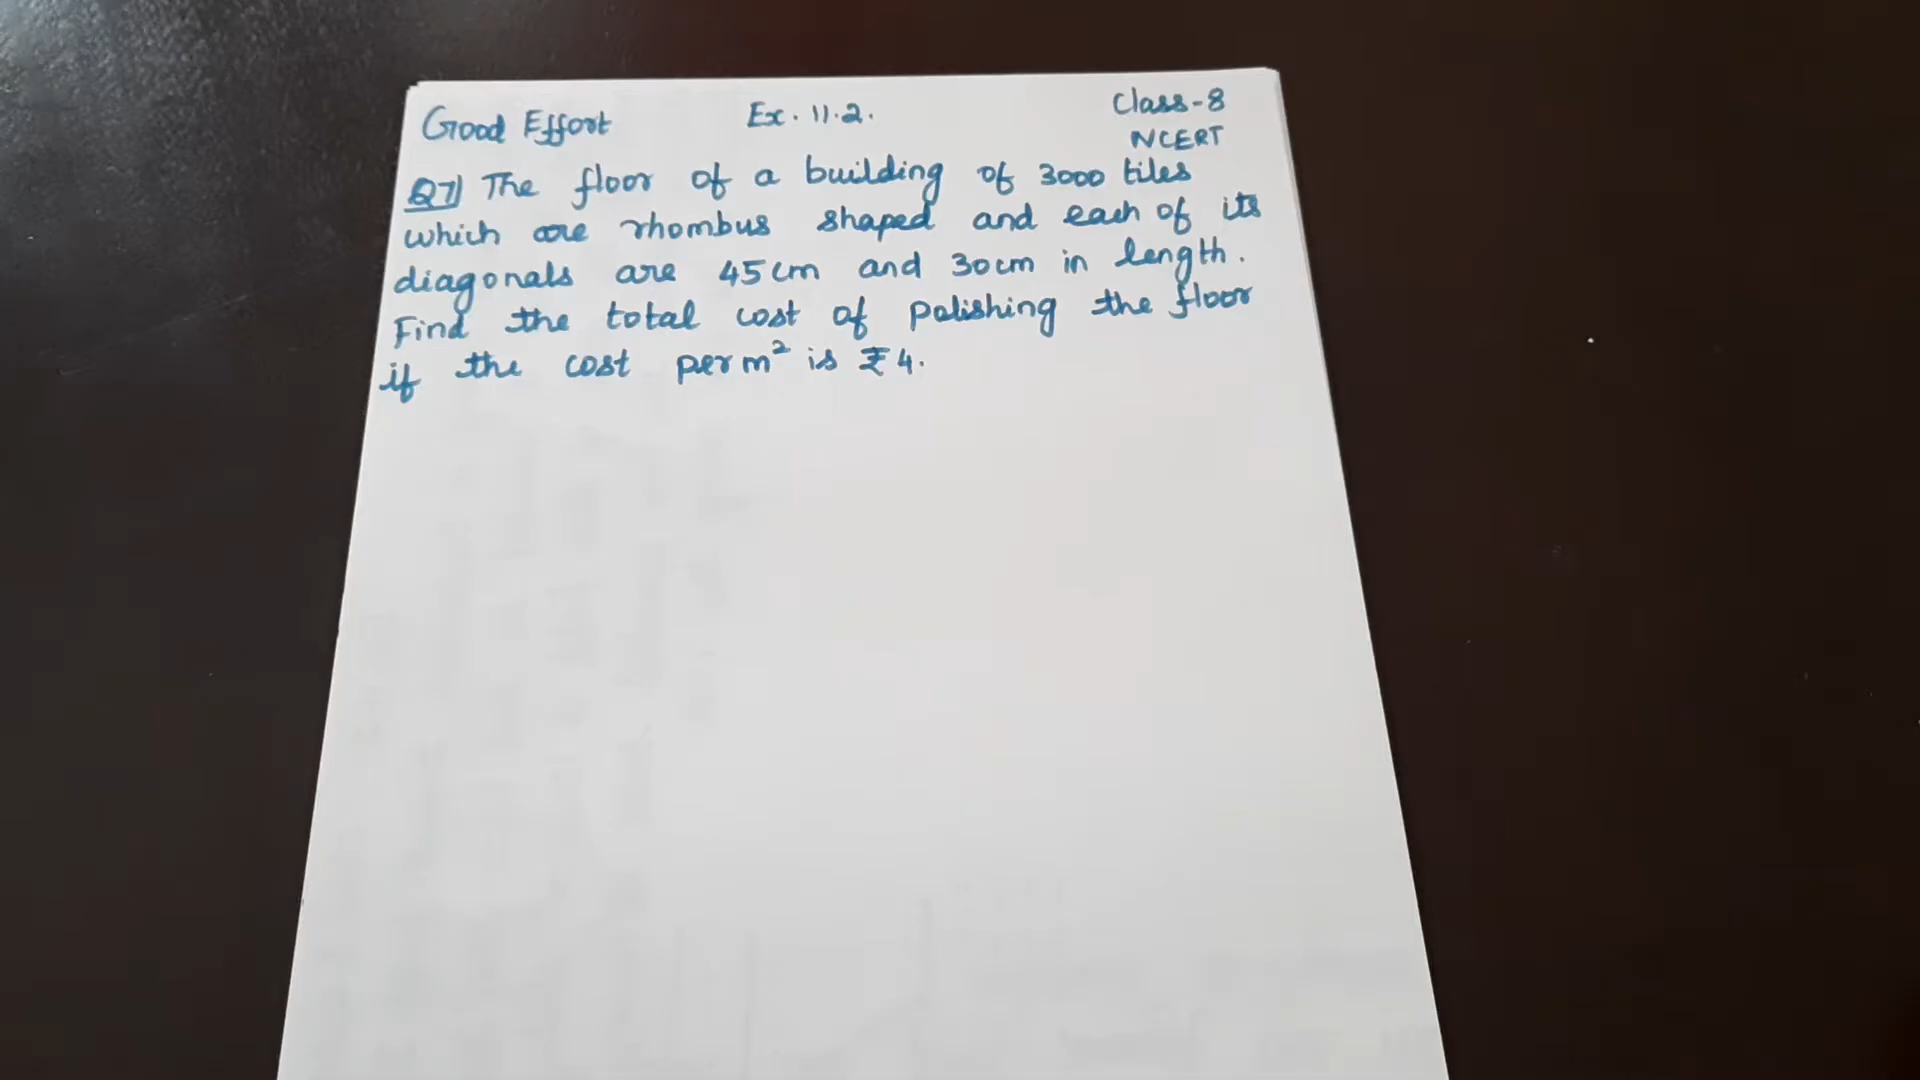 Good Effort Ex. 11.2. Class-8
NCERT
Q7) The floor of a building of 3000 tiles
which are rhombus shaped and each of its
diagonals are 45cm and 30cm in length.
Find the total cost of polishing the floor
if the cost per m² is ₹4.